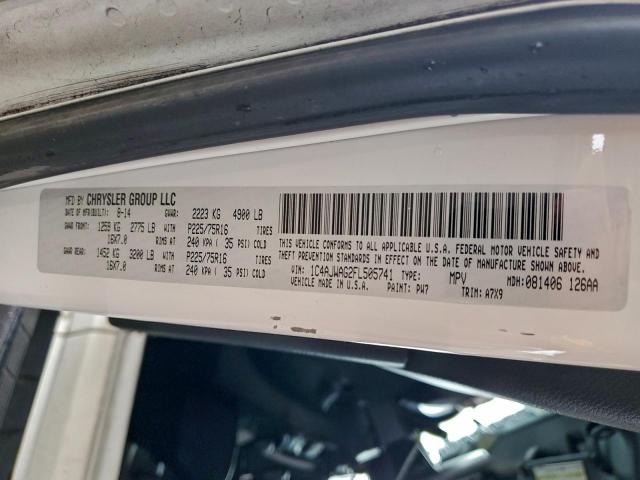 MFD BY CHRYSLER GROUP LLC
DATE OF MFR(BUILT): 8-14 GVWR: 2223 KG 4900 LB
GAWR FRONT: 1259 KG 2775 LB WITH P225/75R16 TIRES
16X7.0 RIMS AT 240 KPA ( 35 PSI) COLD
GAWR REAR: 1452 KG 3200 LB WITH P225/75R16 TIRES
16X7.0 RIMS AT 240 KPA ( 35 PSI) COLD
THIS VEHICLE CONFORMS TO ALL APPLICABLE U.S.A. FEDERAL MOTOR VEHICLE SAFETY AND
THEFT PREVENTION STANDARDS IN EFFECT ON THE DATE OF MANUFACTURE SHOWN ABOVE.
VIN: 1C4AJWAG2FL505741 TYPE: MPV MDH: 081406 126AA
VEHICLE MADE IN U.S.A. PAINT: PW7 TRIM: A7X9